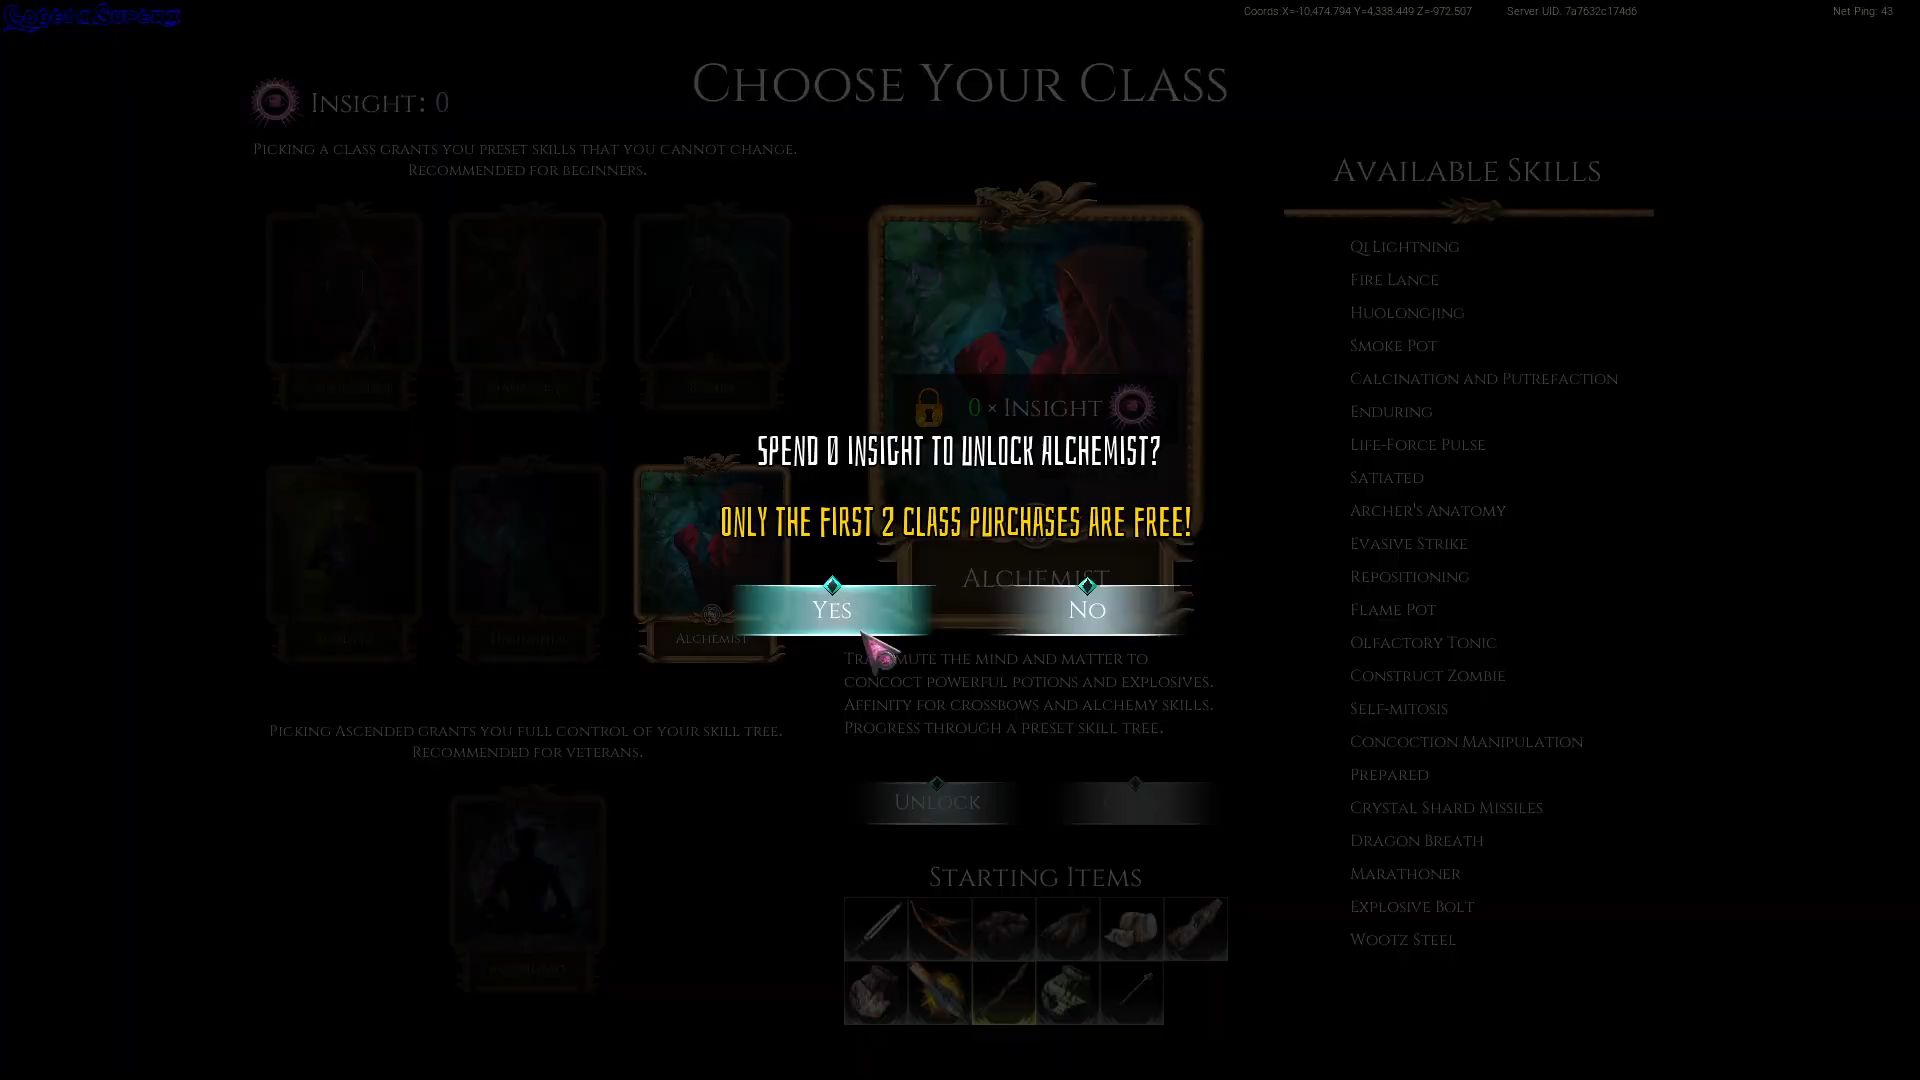 Coords:X=-10,474.794 Y=4,338.449 Z=-972.507
Server UID. 7a7632c174d6
Net Ping: 43
Choose Your Class
Insight: 0
Picking a class grants you preset skills that you cannot change.
Recommended for beginners.
Available Skills
Qi Lightning
Fire Lance
Huolongjing
Smoke Pot
Calcination and Putrefaction
Enduring
Life-Force Pulse
Satiated
Archer's Anatomy
Evasive Strike
Repositioning
Flame Pot
Olfactory Tonic
Construct Zombie
Self-mitosis
Concoction Manipulation
Prepared
Crystal Shard Missiles
Dragon Breath
Marathoner
Explosive Bolt
Wootz Steel
0 × Insight
SPEND 0 INSIGHT TO UNLOCK ALCHEMIST?
ONLY THE FIRST 2 CLASS PURCHASES ARE FREE!
Alchemist
Yes
No
Alchemist
mute the mind and matter to
concoct powerful potions and explosives.
Affinity for crossbows and alchemy skills.
Progress through a preset skill tree.
Picking Ascended grants you full control of your skill tree.
Recommended for veterans.
Unlock
Starting Items